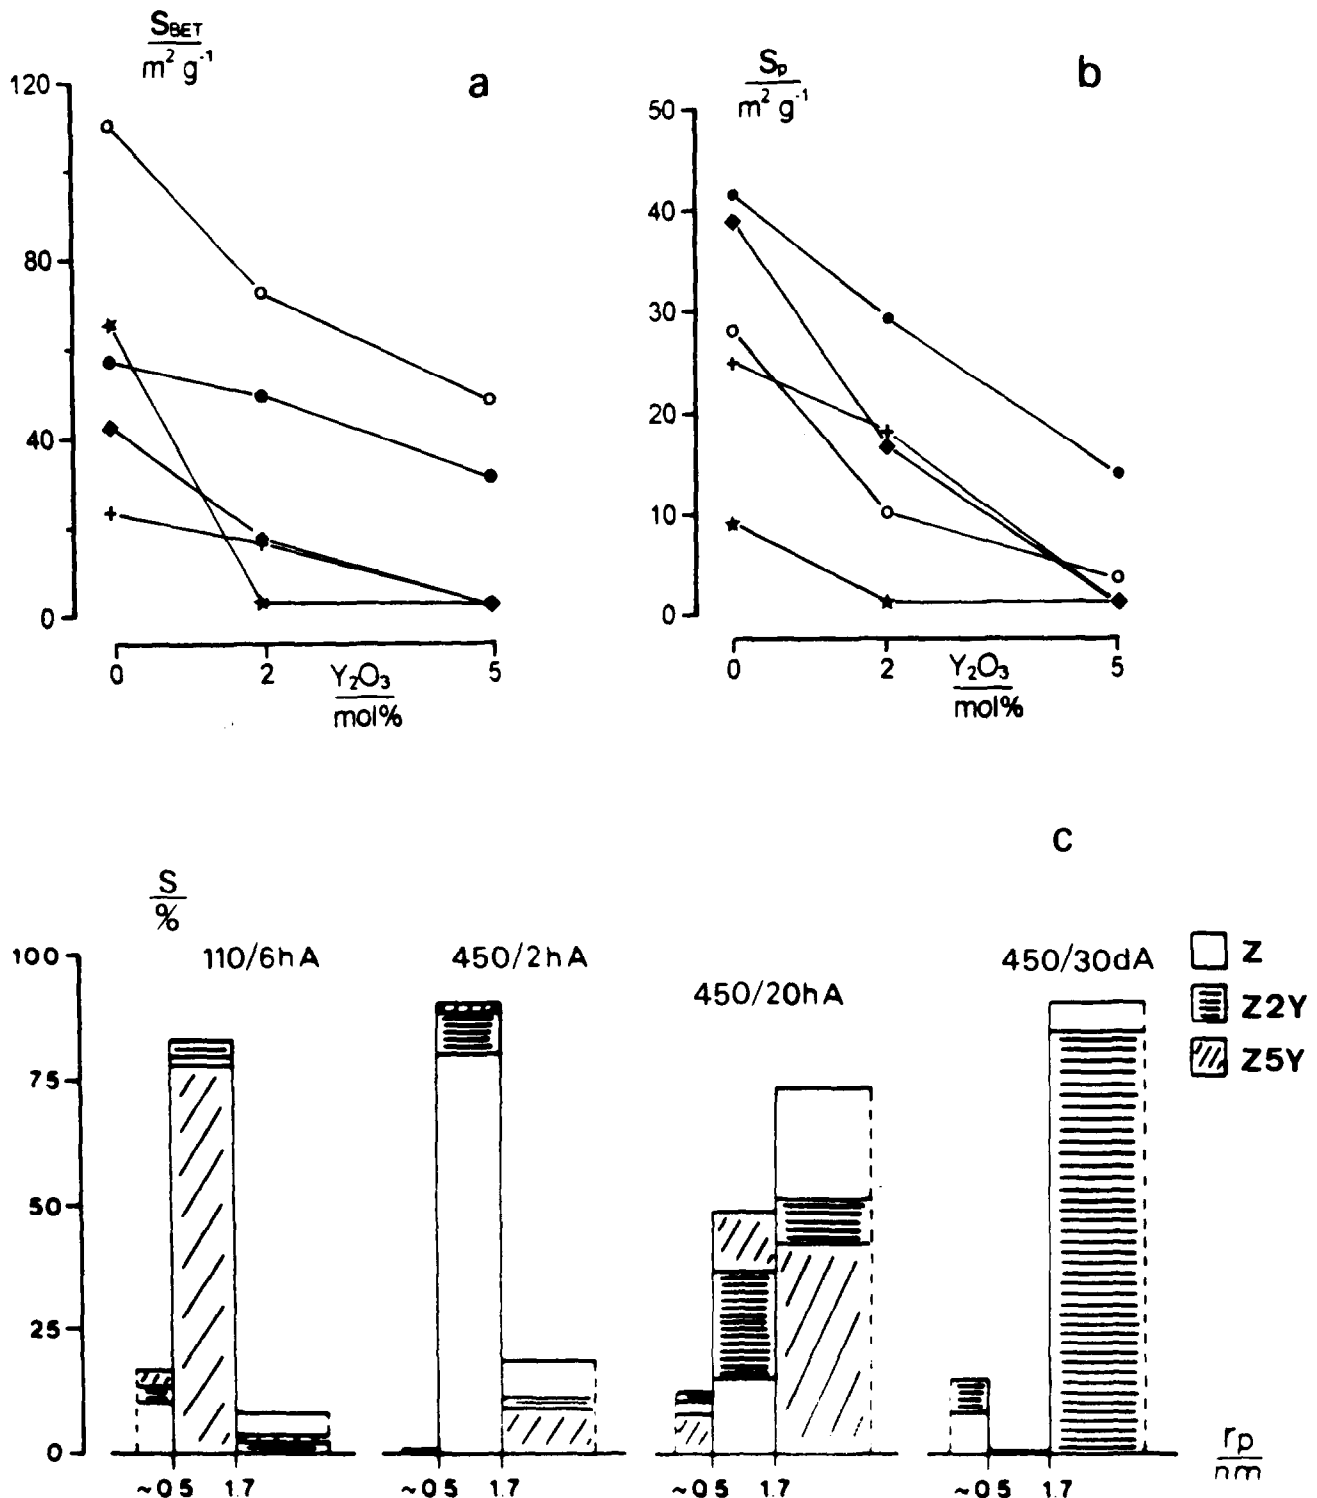 S_BET
m² g⁻¹
a
120
80
40
0
0 2 5
Y₂O₃
mol%
Sₚ
m² g⁻¹
b
50
40
30
20
10
0
0 2 5
Y₂O₃
mol%
c
S
%
100
75
50
25
0
110/6hA
450/2hA
450/20hA
450/30dA
Z
Z2Y
Z5Y
~0.5 1.7
~0.5 1.7
~0.5 1.7
~0.5 1.7
rp
nm